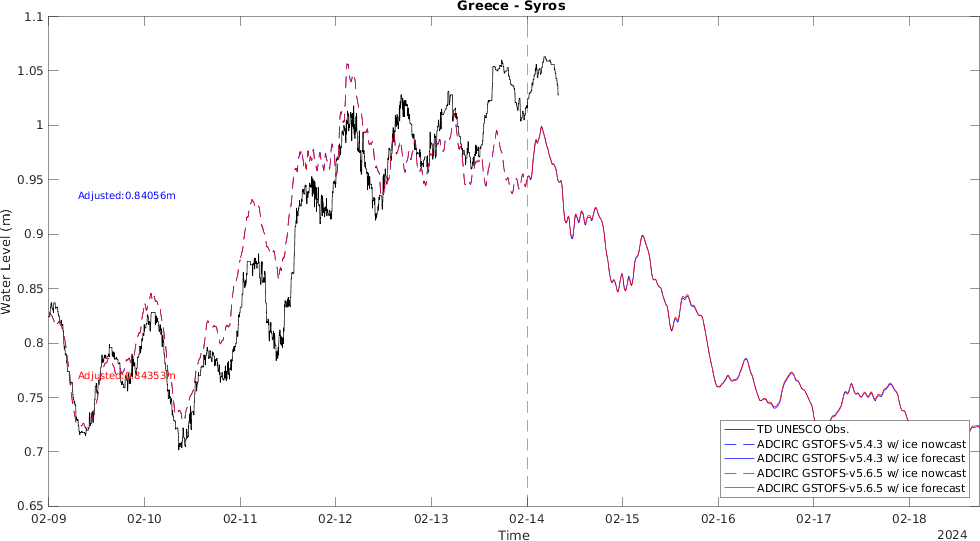 Greece - Syros
1.1
1.05
1
0.95
0.9
0.85
0.8
0.75
0.7
0.65
Water Level (m)
Adjusted:0.84056m
Adjusted:0.84353m
TD UNESCO Obs.
ADCIRC GSTOFS-v5.4.3 w/ ice nowcast
ADCIRC GSTOFS-v5.4.3 w/ ice forecast
ADCIRC GSTOFS-v5.6.5 w/ ice nowcast
ADCIRC GSTOFS-v5.6.5 w/ ice forecast
02-09 02-10 02-11 02-12 02-13 02-14 02-15 02-16 02-17 02-18
Time
2024